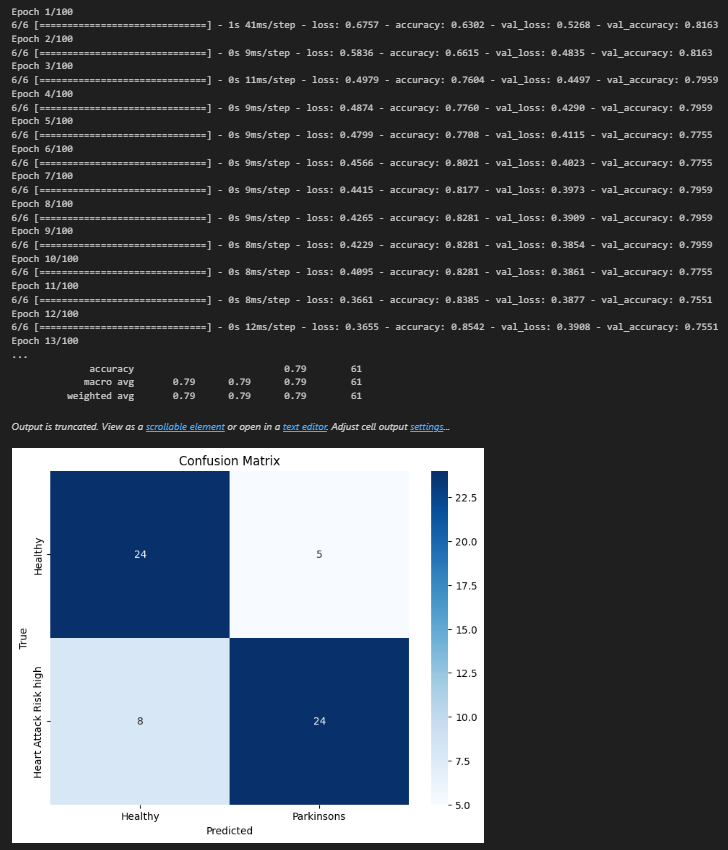 Epoch 1/100
6/6 [==============================] - 1s 41ms/step - loss: 0.6757 - accuracy: 0.6302 - val_loss: 0.5268 - val_accuracy: 0.8163
Epoch 2/100
6/6 [==============================] - 0s 9ms/step - loss: 0.5836 - accuracy: 0.6615 - val_loss: 0.4835 - val_accuracy: 0.8163
Epoch 3/100
6/6 [==============================] - 0s 11ms/step - loss: 0.4979 - accuracy: 0.7604 - val_loss: 0.4497 - val_accuracy: 0.7959
Epoch 4/100
6/6 [==============================] - 0s 9ms/step - loss: 0.4874 - accuracy: 0.7760 - val_loss: 0.4290 - val_accuracy: 0.7959
Epoch 5/100
6/6 [==============================] - 0s 9ms/step - loss: 0.4799 - accuracy: 0.7708 - val_loss: 0.4115 - val_accuracy: 0.7755
Epoch 6/100
6/6 [==============================] - 0s 9ms/step - loss: 0.4566 - accuracy: 0.8021 - val_loss: 0.4023 - val_accuracy: 0.7755
Epoch 7/100
6/6 [==============================] - 0s 9ms/step - loss: 0.4415 - accuracy: 0.8177 - val_loss: 0.3973 - val_accuracy: 0.7959
Epoch 8/100
6/6 [==============================] - 0s 9ms/step - loss: 0.4265 - accuracy: 0.8281 - val_loss: 0.3909 - val_accuracy: 0.7959
Epoch 9/100
6/6 [==============================] - 0s 8ms/step - loss: 0.4229 - accuracy: 0.8281 - val_loss: 0.3854 - val_accuracy: 0.7959
Epoch 10/100
6/6 [==============================] - 0s 8ms/step - loss: 0.4095 - accuracy: 0.8281 - val_loss: 0.3861 - val_accuracy: 0.7755
Epoch 11/100
6/6 [==============================] - 0s 8ms/step - loss: 0.3661 - accuracy: 0.8385 - val_loss: 0.3877 - val_accuracy: 0.7551
Epoch 12/100
6/6 [==============================] - 0s 12ms/step - loss: 0.3655 - accuracy: 0.8542 - val_loss: 0.3908 - val_accuracy: 0.7551
Epoch 13/100
...
accuracy 0.79 61
macro avg 0.79 0.79 0.79 61
weighted avg 0.79 0.79 0.79 61
Output is truncated. View as a scrollable element or open in a text editor. Adjust cell output settings...
Confusion Matrix
Healthy
24
5
True
Heart Attack Risk high
8
24
Healthy
Parkinsons
Predicted
22.5
20.0
17.5
15.0
12.5
10.0
7.5
5.0